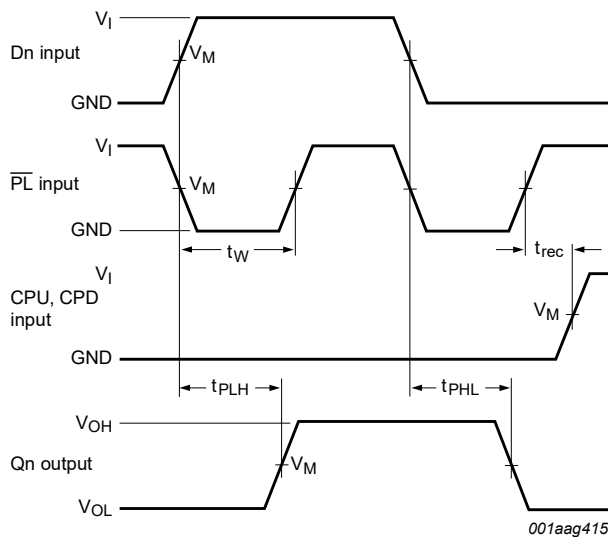 V_I
Dn input
V_M
GND
V_I
P̅L̅ input
V_M
GND
t_W
t_rec
V_I
CPU, CPD
input
V_M
GND
t_PLH
t_PHL
V_OH
Qn output
V_M
V_OL
001aag415